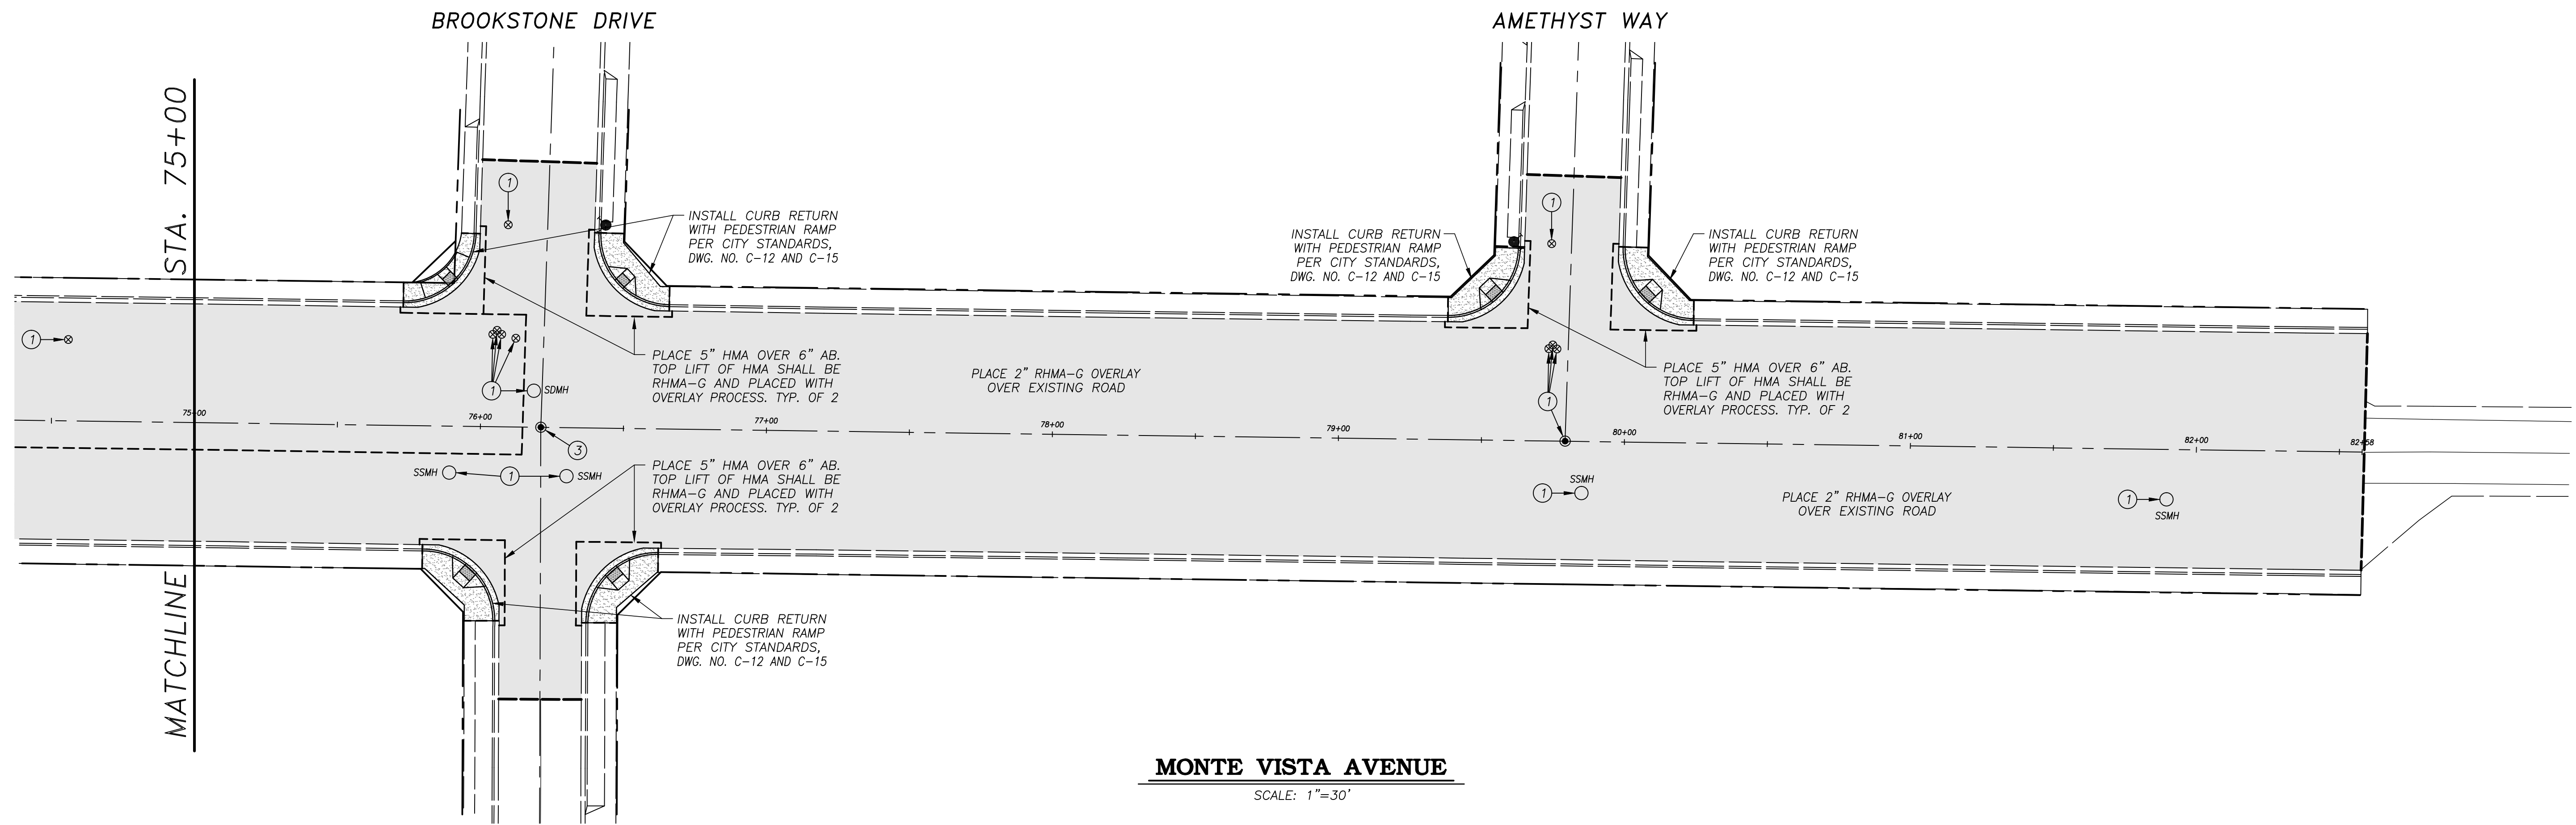 BROOKSTONE DRIVE
AMETHYST WAY
MATCHLINE STA. 75+00
1
INSTALL CURB RETURN
WITH PEDESTRIAN RAMP
PER CITY STANDARDS,
DWG. NO. C-12 AND C-15
INSTALL CURB RETURN
WITH PEDESTRIAN RAMP
PER CITY STANDARDS,
DWG. NO. C-12 AND C-15
1
INSTALL CURB RETURN
WITH PEDESTRIAN RAMP
PER CITY STANDARDS,
DWG. NO. C-12 AND C-15
1
1
SDMH
PLACE 5" HMA OVER 6" AB.
TOP LIFT OF HMA SHALL BE
RHMA-G AND PLACED WITH
OVERLAY PROCESS. TYP. OF 2
PLACE 2" RHMA-G OVERLAY
OVER EXISTING ROAD
1
PLACE 5" HMA OVER 6" AB.
TOP LIFT OF HMA SHALL BE
RHMA-G AND PLACED WITH
OVERLAY PROCESS. TYP. OF 2
75+00
76+00
77+00
78+00
79+00
80+00
81+00
82+00
82+58
3
SSMH
1
SSMH
PLACE 5" HMA OVER 6" AB.
TOP LIFT OF HMA SHALL BE
RHMA-G AND PLACED WITH
OVERLAY PROCESS. TYP. OF 2
SSMH
1
PLACE 2" RHMA-G OVERLAY
OVER EXISTING ROAD
1
SSMH
INSTALL CURB RETURN
WITH PEDESTRIAN RAMP
PER CITY STANDARDS,
DWG. NO. C-12 AND C-15
MONTE VISTA AVENUE
SCALE: 1"=30'